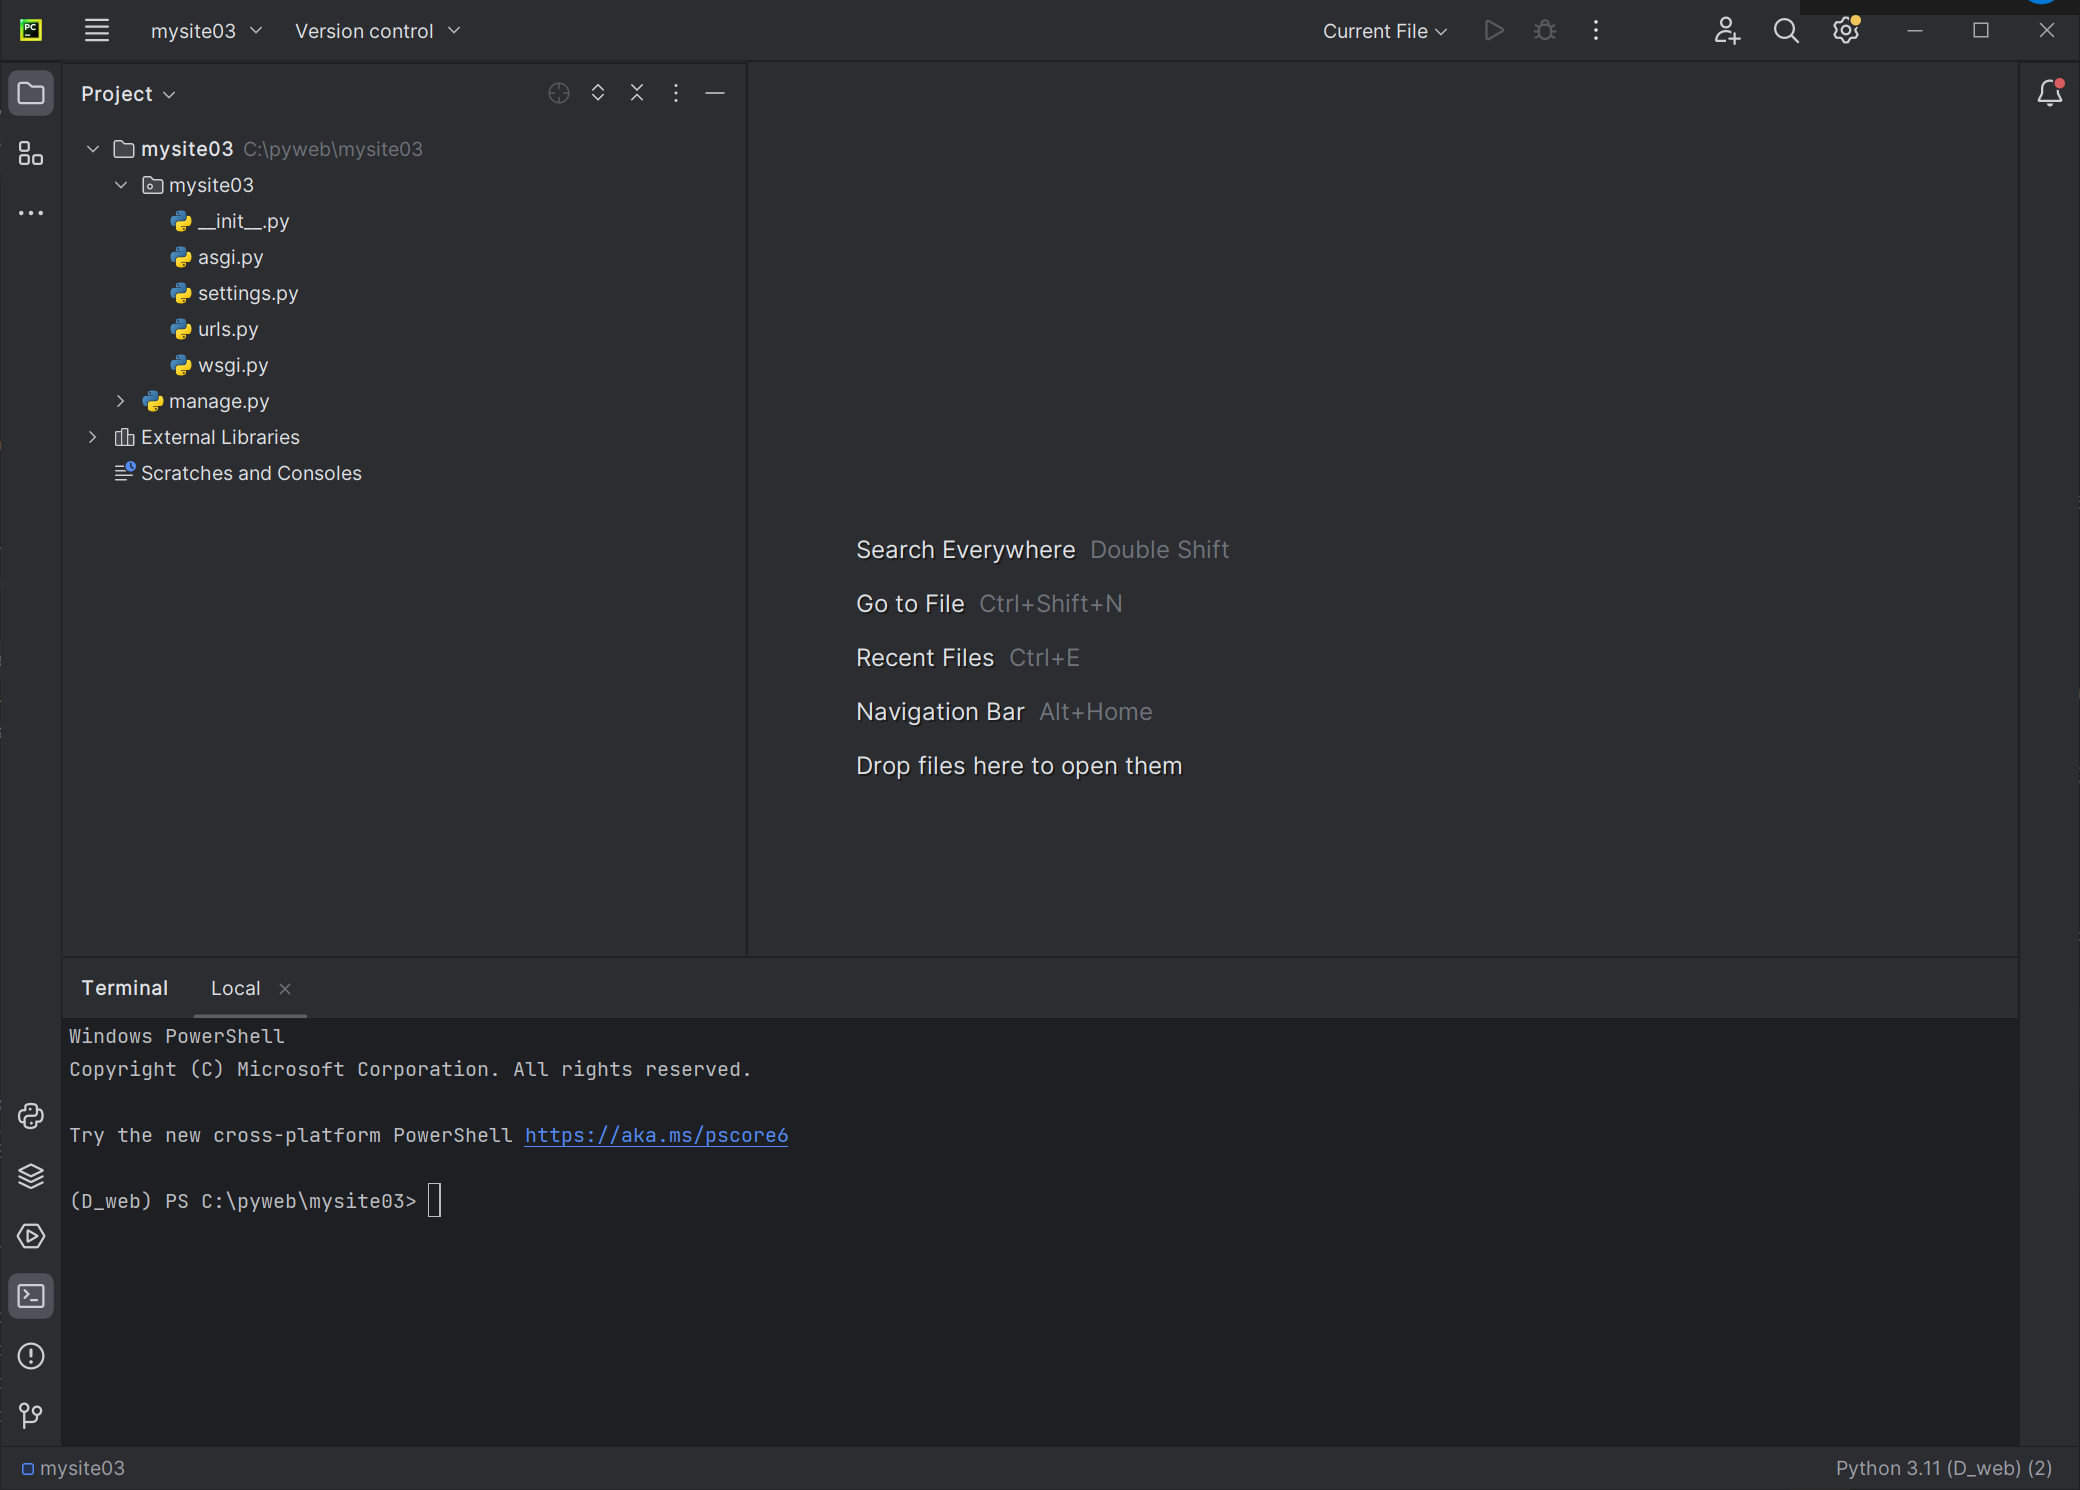 PC
mysite03
Version control
Current File
Project
mysite03 C:\pyweb\mysite03
mysite03
__init__.py
asgi.py
settings.py
urls.py
wsgi.py
manage.py
External Libraries
Scratches and Consoles
Search Everywhere Double Shift
Go to File Ctrl+Shift+N
Recent Files Ctrl+E
Navigation Bar Alt+Home
Drop files here to open them
Terminal Local
Windows PowerShell
Copyright (C) Microsoft Corporation. All rights reserved.
Try the new cross-platform PowerShell https://aka.ms/pscore6
(D_web) PS C:\pyweb\mysite03>
mysite03
Python 3.11 (D_web) (2)